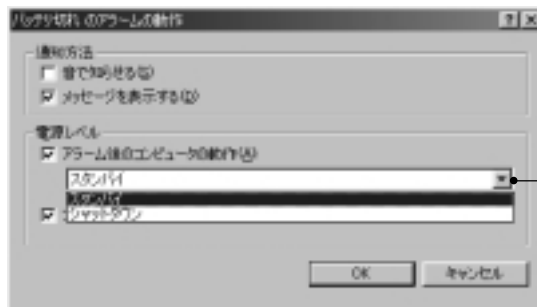 バッテリ切れ のアラームの動作
通知方法
音で知らせる(S)
メッセージを表示する(D)
電源レベル
アラーム後のコンピュータの動作(A)
スタンバイ
スタンバイ
シャットダウン
OK
キャンセル